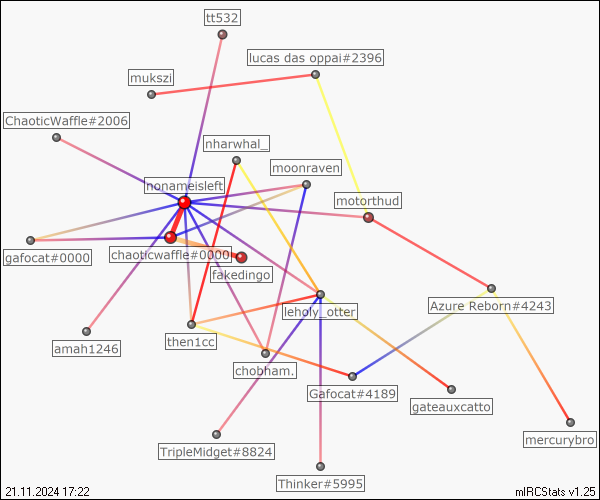 tt532
lucas das oppai#2396
mukszi
ChaoticWaffle#2006
nharwhal_
moonraven
nonameisleft
motorthud
gafocat#0000
chaoticwaffle#0000
fakedingo
Azure Reborn#4243
leholy_otter
then1cc
amah1246
chobham.
Gafocat#4189
gateauxcatto
mercurybro
TripleMidget#8824
Thinker#5995
21.11.2024 17:22
mIRCStats v1.25